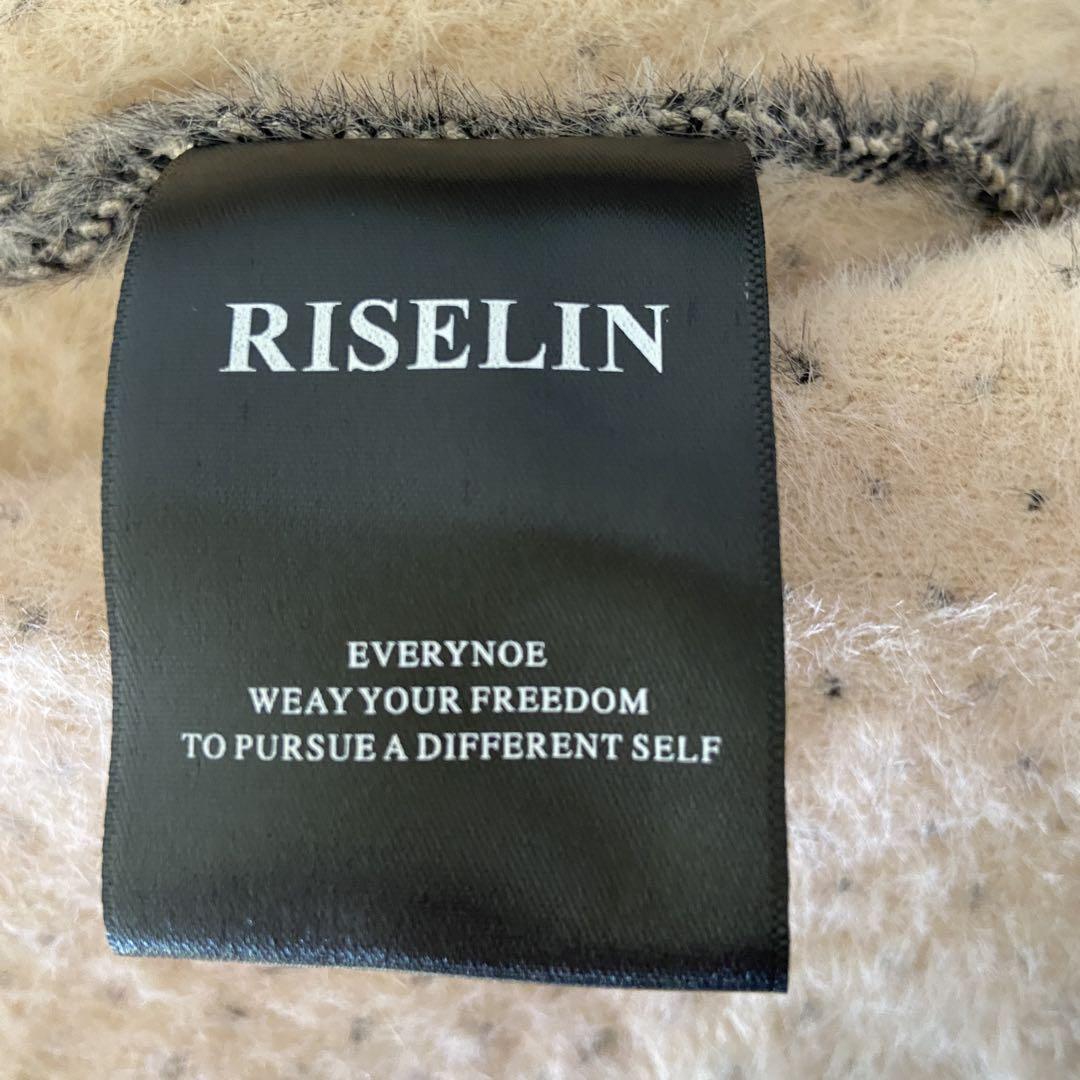 RISELIN
EVERYNOE
WEAY YOUR FREEDOM
TO PURSUE A DIFFERENT SELF